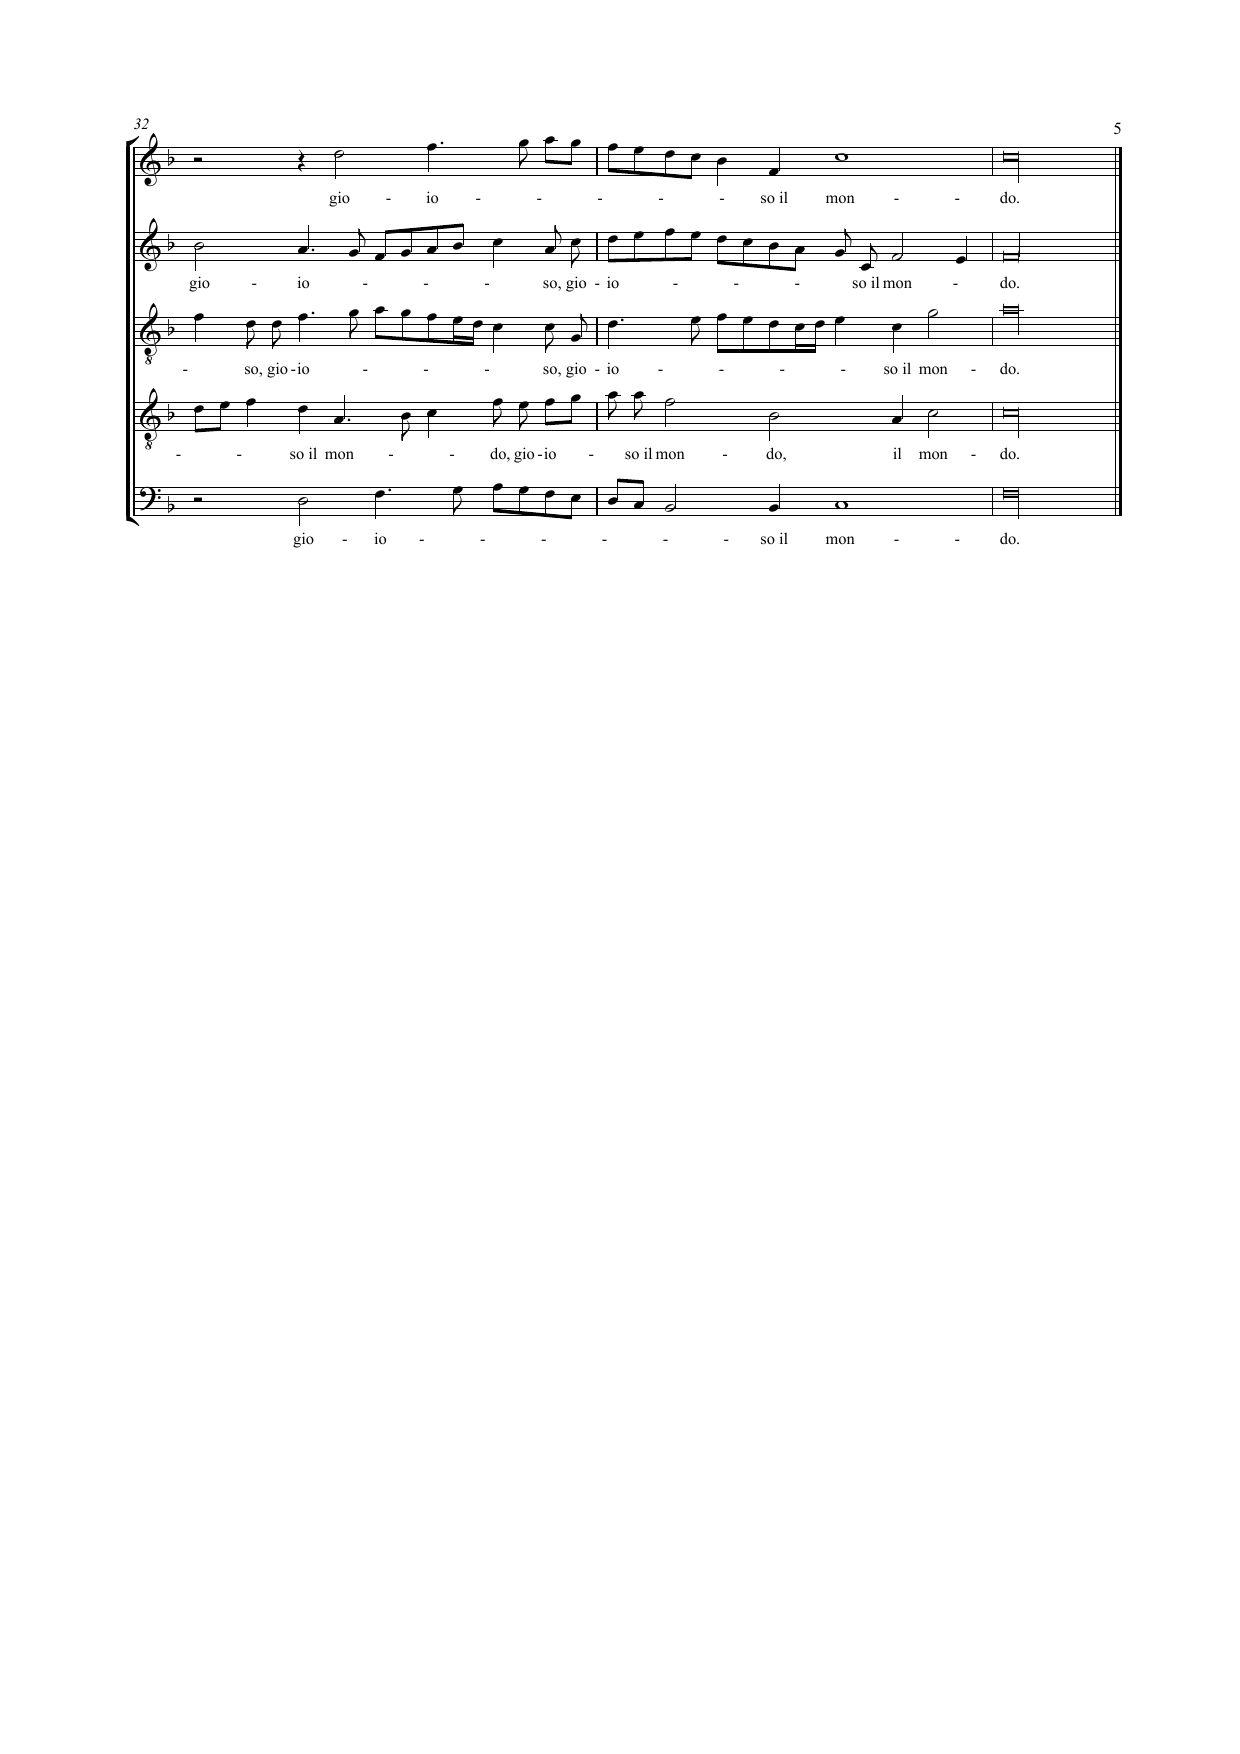 32
5
gio - io - - - - - so il mon - - do.
gio - io - - - so, gio - io - - - - so il mon - do.
- so, gio - io - - - so, gio - io - - - - so il mon - do.
- - so il mon - - do, gio - io - so il mon - do, il mon - do.
gio - io - - - - - - so il mon - - do.